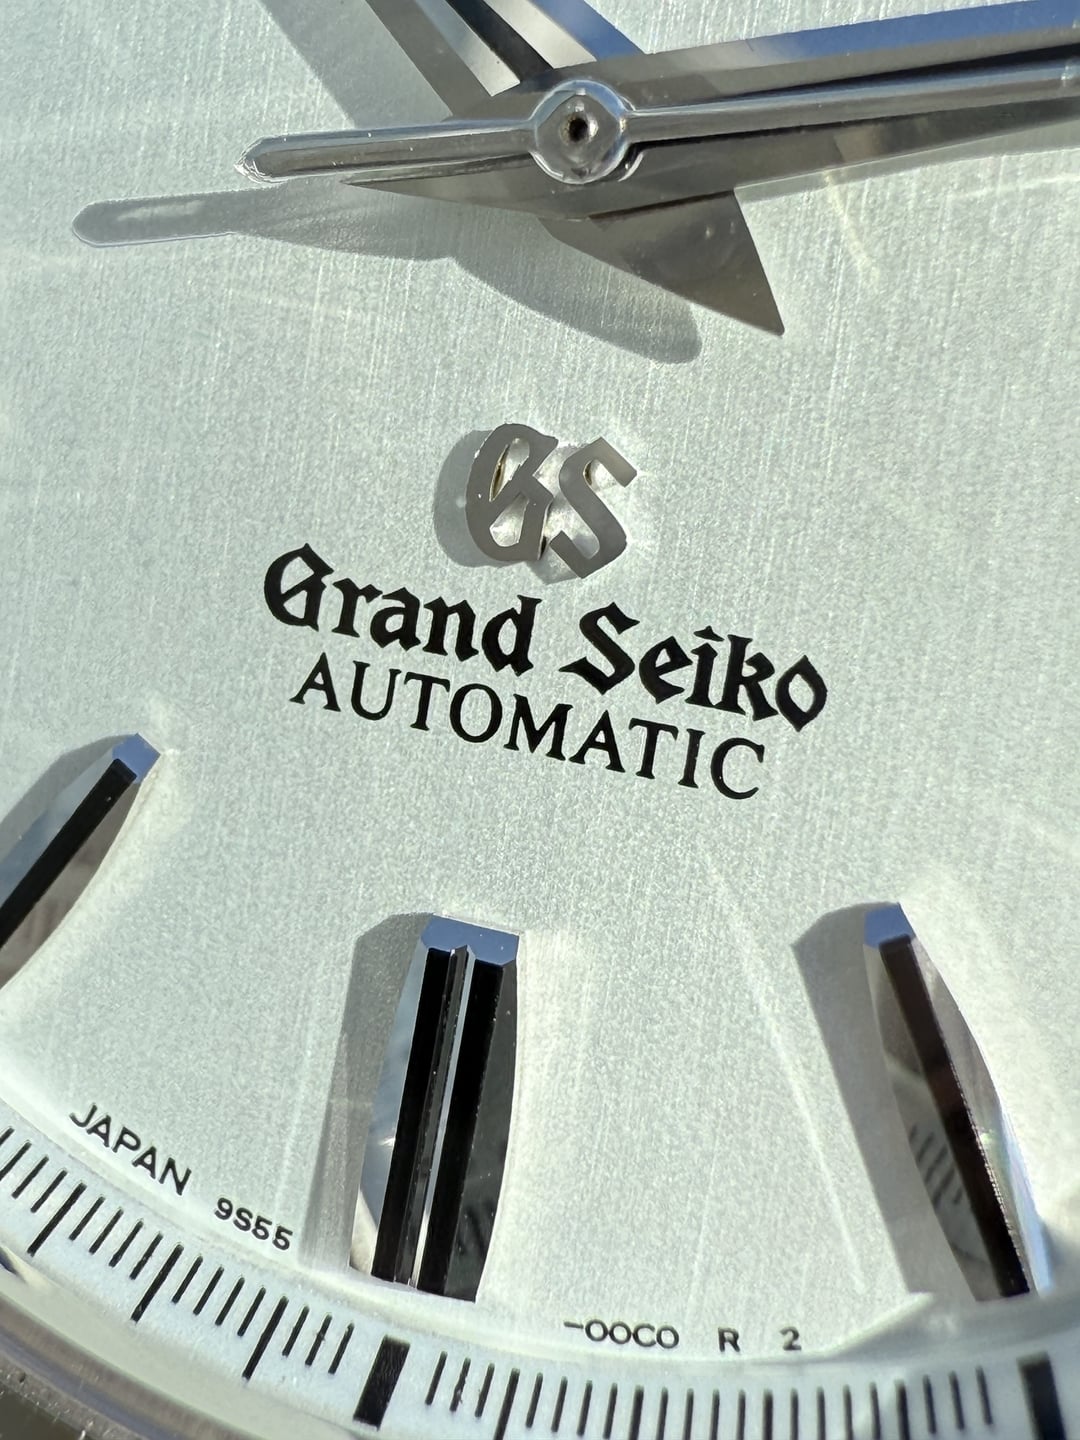 GS
Grand Seiko
AUTOMATIC
JAPAN 9S55 -00C0 R 2